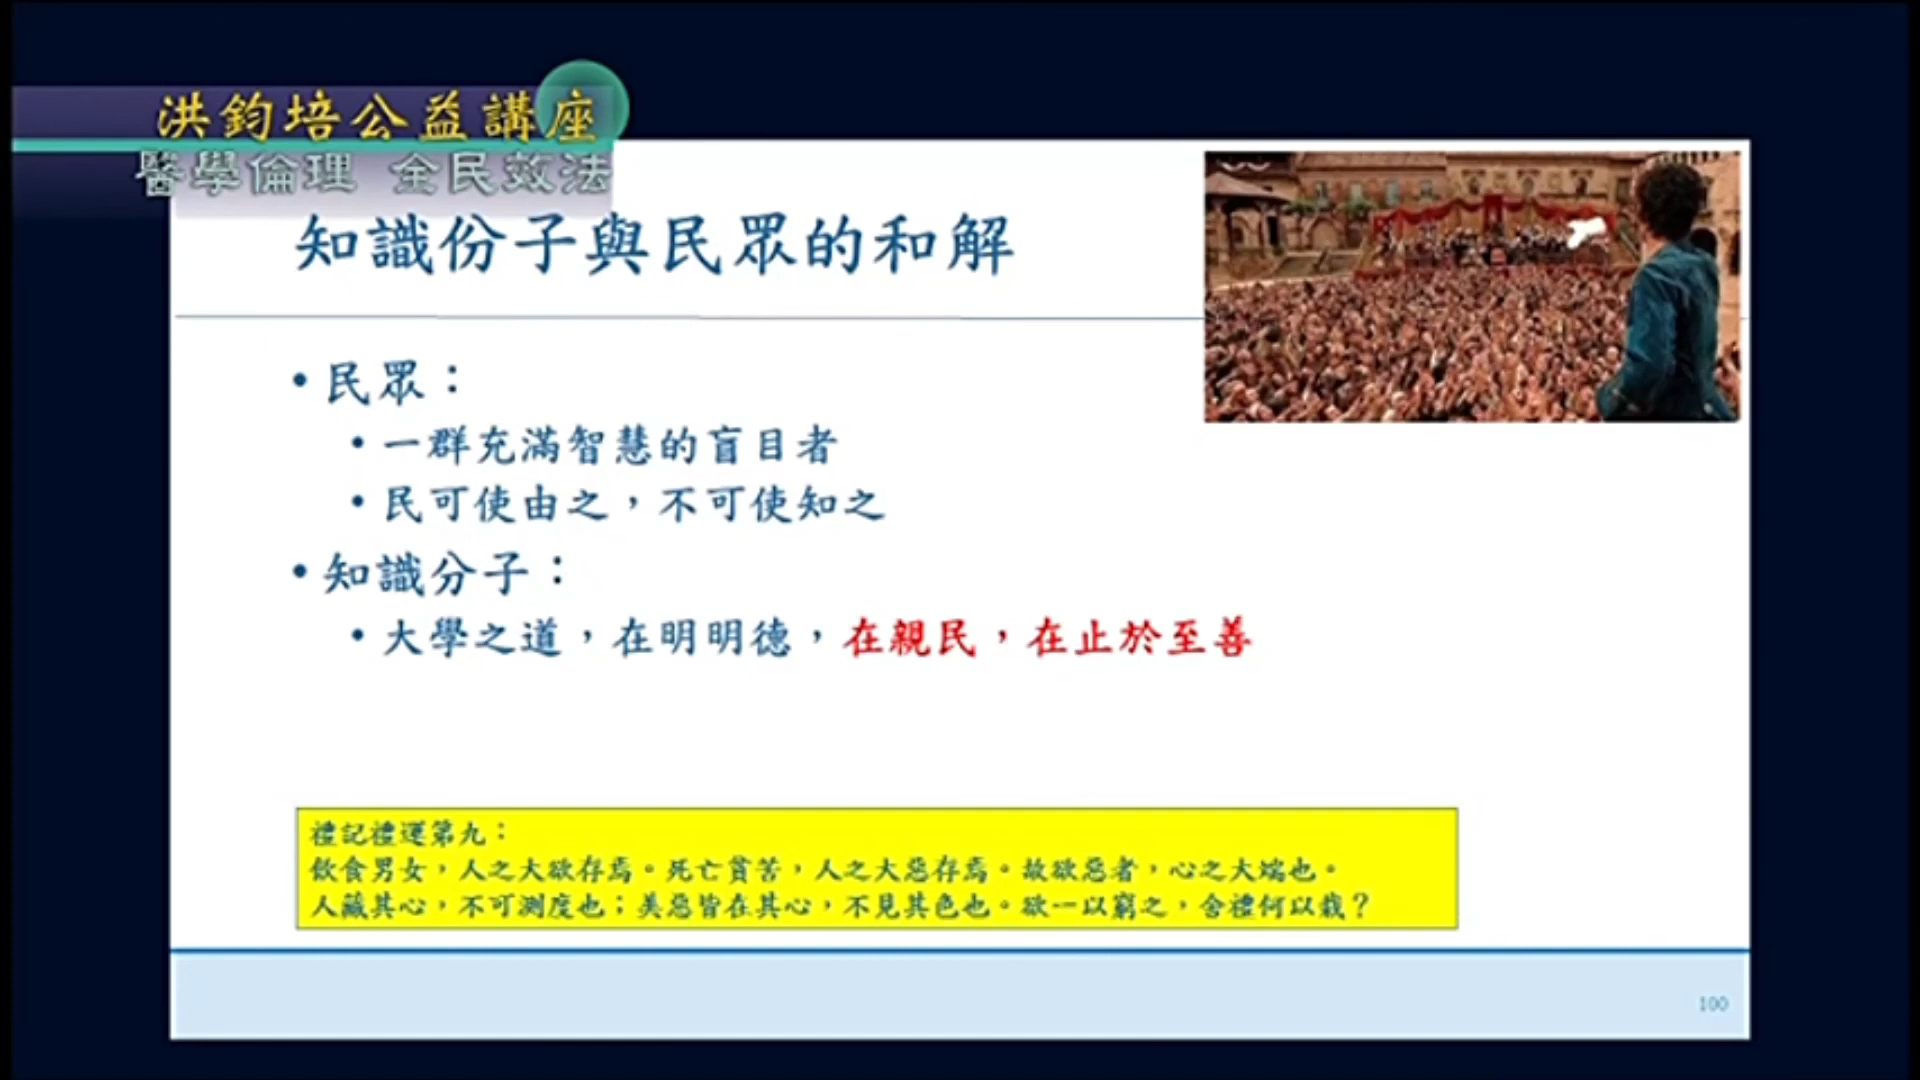 洪鈞培公益講座
醫學倫理 全民效法
知識份子與民眾的和解
• 民眾：
• 一群充滿智慧的盲目者
• 民可使由之，不可使知之
• 知識分子：
• 大學之道，在明明德，在親民，在止於至善
禮記禮運第九：
飲食男女，人之大欲存焉。死亡貧苦，人之大惡存焉。故欲惡者，心之大端也。
人藏其心，不可測度也；美惡皆在其心，不見其色也。欲一以窮之，舍禮何以哉？
100